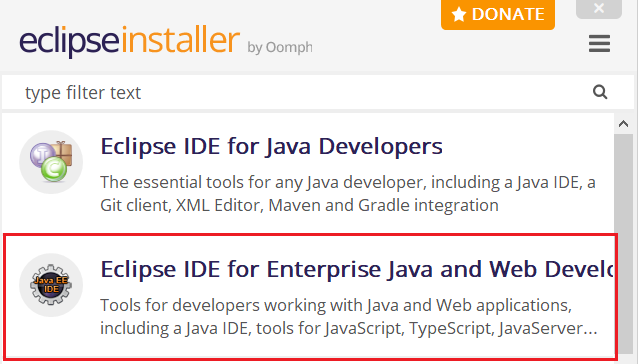 DONATE
eclipseinstaller by Oomph
type filter text
Eclipse IDE for Java Developers
The essential tools for any Java developer, including a Java IDE, a
Git client, XML Editor, Maven and Gradle integration
Eclipse IDE for Enterprise Java and Web Develo
Java EE
IDE
Tools for developers working with Java and Web applications,
including a Java IDE, tools for JavaScript, TypeScript, JavaServer...